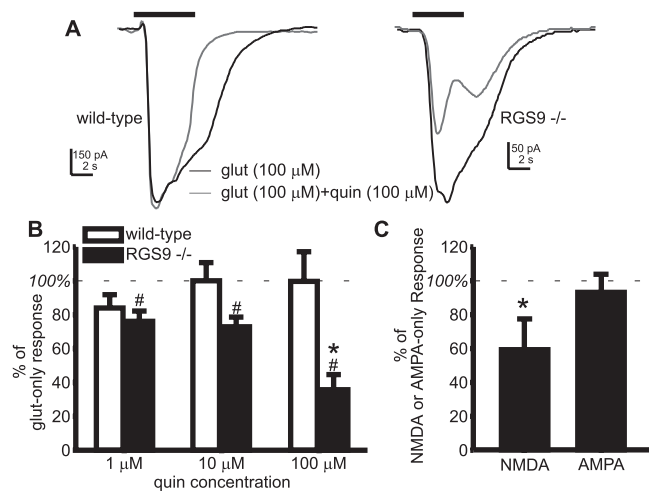 A
wild-type
RGS9 -/-
150 pA
2 s
50 pA
2 s
glut (100 µM)
glut (100 µM)+quin (100 µM)
B
wild-type
RGS9 -/-
% of
glut-only response
120
100%
80
60
40
20
0
#
#
*
#
1 µM
10 µM
100 µM
quin concentration
C
% of
NMDA or AMPA-only Response
120
100%
80
60
40
20
0
*
NMDA
AMPA